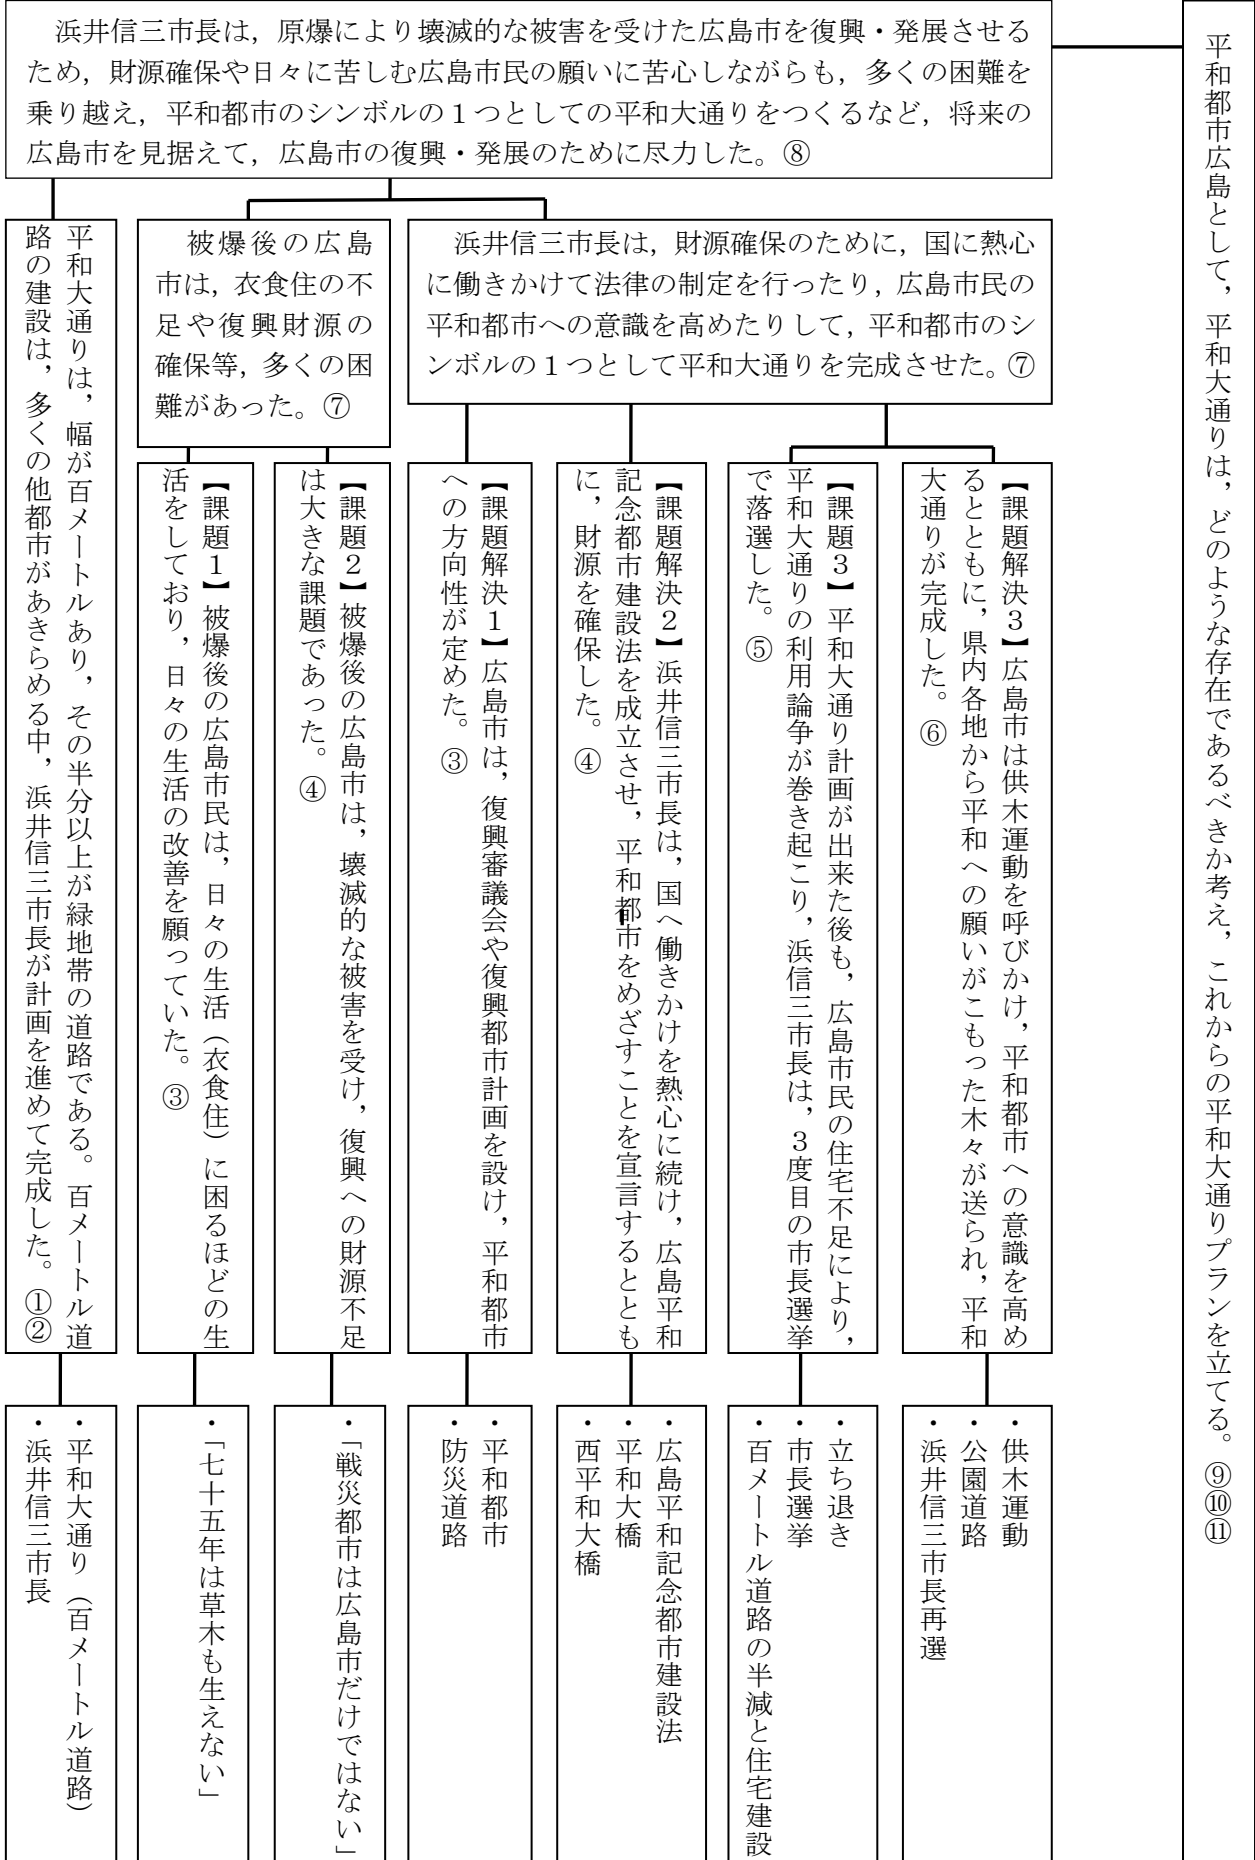 平和都市広島として，平和大通りは，どのような存在であるべきか考え，これからの平和大通りプランを立てる。⑨⑩⑪
浜井信三市長は，原爆により壊滅的な被害を受けた広島市を復興・発展させる
ため，財源確保や日々に苦しむ広島市民の願いに苦心しながらも，多くの困難を
乗り越え，平和都市のシンボルの１つとしての平和大通りをつくるなど，将来の
広島市を見据えて，広島市の復興・発展のために尽力した。⑧
浜井信三市長は，財源確保のために，国に熱心
に働きかけて法律の制定を行ったり，広島市民の
平和都市への意識を高めたりして，平和都市のシ
ンボルの１つとして平和大通りを完成させた。⑦
被爆後の広島
市は，衣食住の不
足や復興財源の
確保等，多くの困
難があった。⑦
【課題解決３】広島市は供木運動を呼びかけ，平和都市への意識を高め
るとともに，県内各地から平和への願いがこもった木々が送られ，平和
大通りが完成した。⑥
【課題３】平和大通り計画が出来た後も，広島市民の住宅不足により，
平和大通りの利用論争が巻き起こり，浜信三市長は，３度目の市長選挙
で落選した。⑤
【課題解決２】浜井信三市長は，国へ働きかけを熱心に続け，広島平和
記念都市建設法を成立させ，平和都市をめざすことを宣言するととも
に，財源を確保した。④
【課題解決１】広島市は，復興審議会や復興都市計画を設け，平和都市
への方向性が定めた。③
【課題２】被爆後の広島市は，壊滅的な被害を受け，復興への財源不足
は大きな課題であった。④
【課題１】被爆後の広島市民は，日々の生活（衣食住）に困るほどの生
活をしており，日々の生活の改善を願っていた。③
平和大通りは，幅が百メートルあり，その半分以上が緑地帯の道路である。百メートル道
路の建設は，多くの他都市があきらめる中，浜井信三市長が計画を進めて完成した。①②
・供木運動
・公園道路
・浜井信三市長再選
・立ち退き
・市長選挙
・百メートル道路の半減と住宅建設
・広島平和記念都市建設法
・平和大橋
・西平和大橋
・平和都市
・防災道路
・「戦災都市は広島市だけではない」
・「七十五年は草木も生えない」
・平和大通り（百メートル道路）
・浜井信三市長